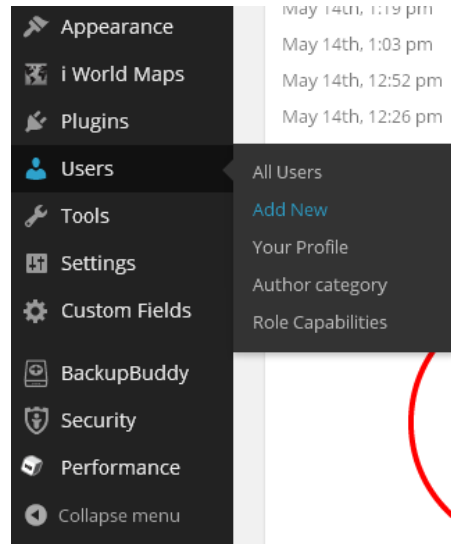 Appearance
i World Maps
Plugins
Users
Tools
Settings
Custom Fields
BackupBuddy
Security
Performance
Collapse menu
May 14th, 1:19 pm
May 14th, 1:03 pm
May 14th, 12:52 pm
May 14th, 12:26 pm
All Users
Add New
Your Profile
Author category
Role Capabilities